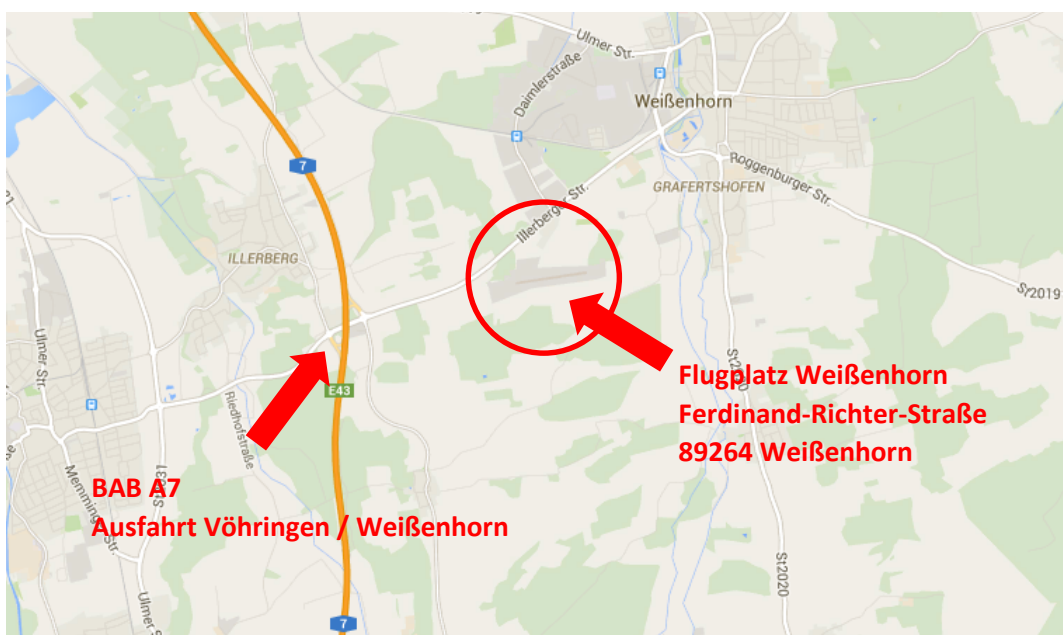 Ulmer Str.
Daimlerstraße
Weißenhorn
7
Roggenburger Str.
GRAFERTSHOFEN
Illerberger Str.
ILLERBERG
St2019
Ulmer Str.
E43
St2020
Flugplatz Weißenhorn
Ferdinand-Richter-Straße
89264 Weißenhorn
Riedhofstraße
BAB A7
Ausfahrt Vöhringen / Weißenhorn
St2031
Memminger Str.
St2020
Ulmer Str.
7